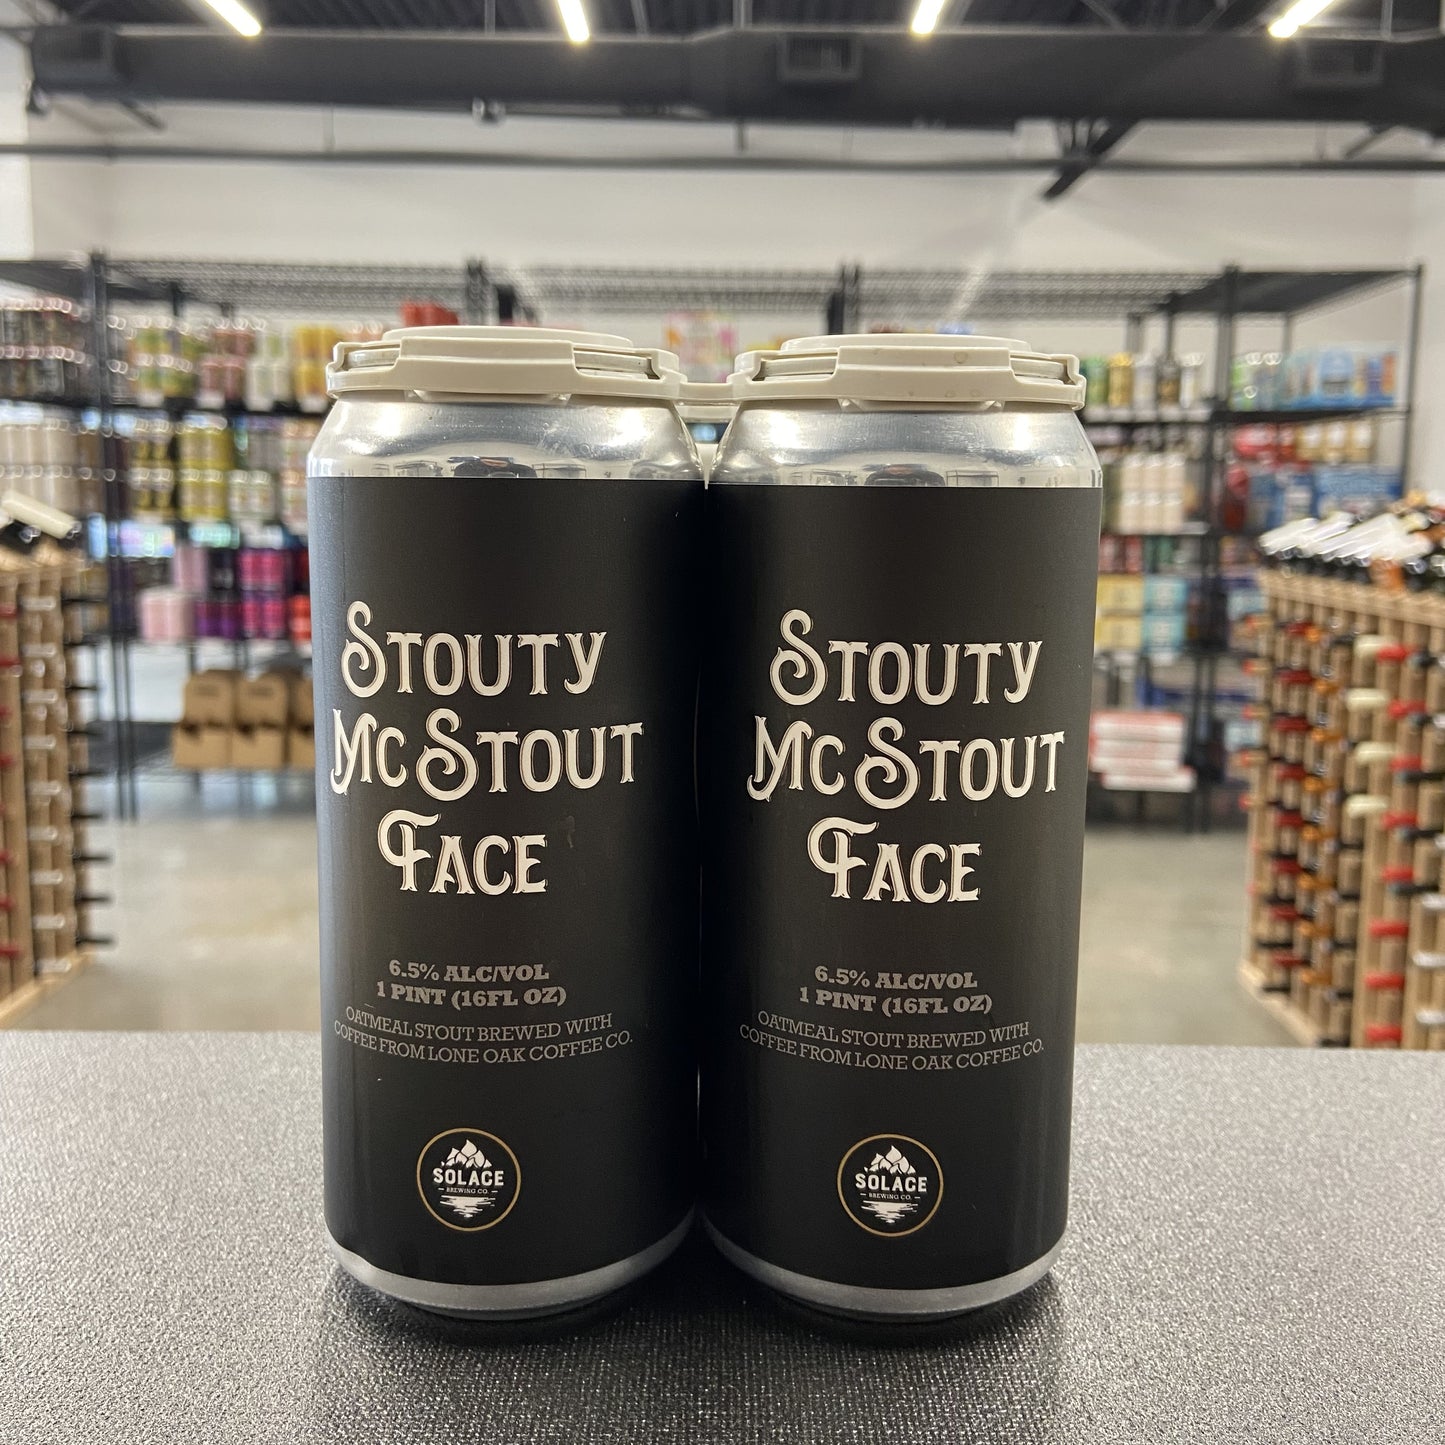 STOUTY
MCSTOUT
FACE
6.5% ALC/VOL
1 PINT (16FL OZ)
OATMEAL STOUT BREWED WITH
COFFEE FROM LONE OAK COFFEE CO.
SOLACE
BREWING CO.
STOUTY
MCSTOUT
FACE
6.5% ALC/VOL
1 PINT (16FL OZ)
OATMEAL STOUT BREWED WITH
COFFEE FROM LONE OAK COFFEE CO.
SOLACE
BREWING CO.